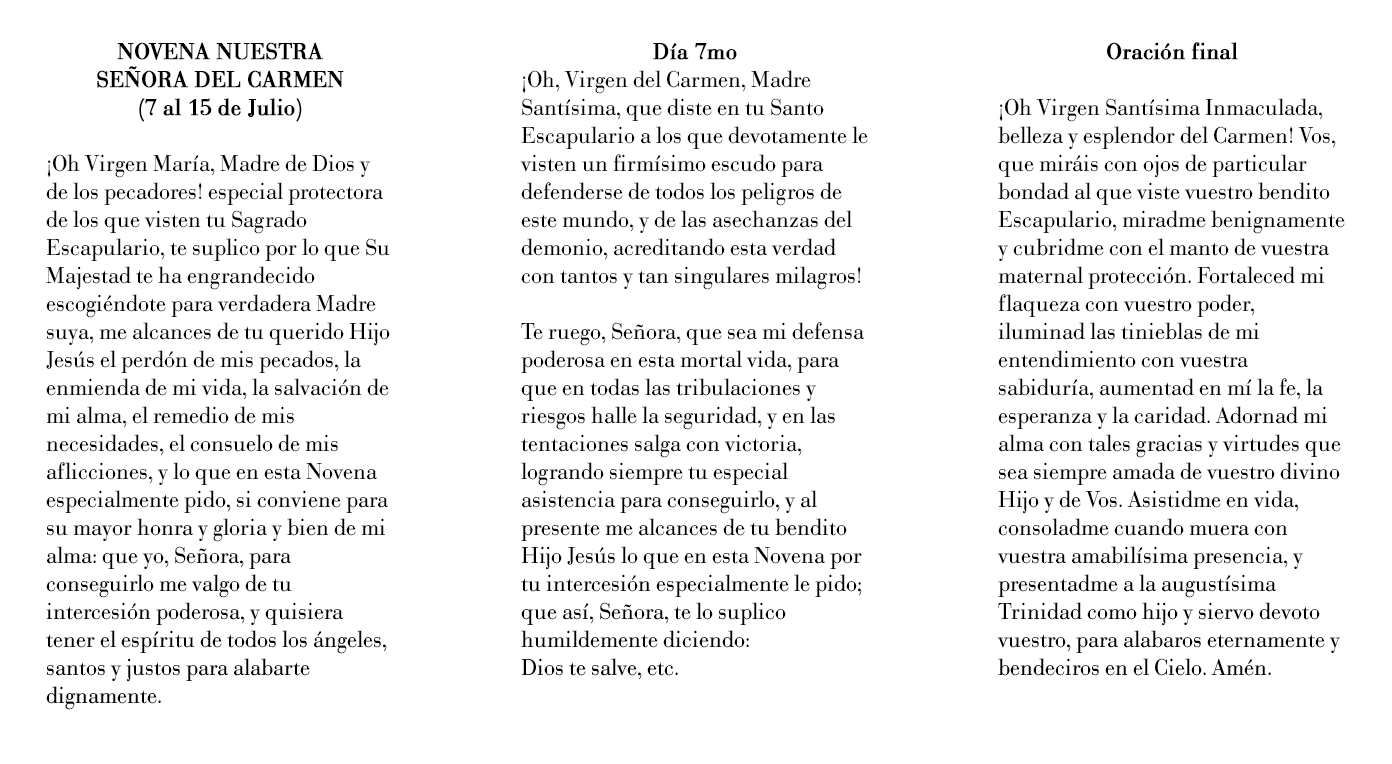 NOVENA NUESTRA
SEÑORA DEL CARMEN
(7 al 15 de Julio)
¡Oh Virgen María, Madre de Dios y
de los pecadores! especial protectora
de los que visten tu Sagrado
Escapulario, te suplico por lo que Su
Majestad te ha engrandecido
escogiéndote para verdadera Madre
suya, me alcances de tu querido Hijo
Jesús el perdón de mis pecados, la
enmienda de mi vida, la salvación de
mi alma, el remedio de mis
necesidades, el consuelo de mis
aflicciones, y lo que en esta Novena
especialmente pido, si conviene para
su mayor honra y gloria y bien de mi
alma: que yo, Señora, para
conseguirlo me valgo de tu
intercesión poderosa, y quisiera
tener el espíritu de todos los ángeles,
santos y justos para alabarte
dignamente.
Día 7mo
¡Oh, Virgen del Carmen, Madre
Santísima, que diste en tu Santo
Escapulario a los que devotamente le
visten un firmísimo escudo para
defenderse de todos los peligros de
este mundo, y de las asechanzas del
demonio, acreditando esta verdad
con tantos y tan singulares milagros!
Te ruego, Señora, que sea mi defensa
poderosa en esta mortal vida, para
que en todas las tribulaciones y
riesgos halle la seguridad, y en las
tentaciones salga con victoria,
logrando siempre tu especial
asistencia para conseguirlo, y al
presente me alcances de tu bendito
Hijo Jesús lo que en esta Novena por
tu intercesión especialmente le pido;
que así, Señora, te lo suplico
humildemente diciendo:
Dios te salve, etc.
Oración final
¡Oh Virgen Santísima Inmaculada,
belleza y esplendor del Carmen! Vos,
que miráis con ojos de particular
bondad al que viste vuestro bendito
Escapulario, miradme benignamente
y cubridme con el manto de vuestra
maternal protección. Fortaleced mi
flaqueza con vuestro poder,
iluminad las tinieblas de mi
entendimiento con vuestra
sabiduría, aumentad en mí la fe, la
esperanza y la caridad. Adornad mi
alma con tales gracias y virtudes que
sea siempre amada de vuestro divino
Hijo y de Vos. Asistidme en vida,
consoladme cuando muera con
vuestra amabilísima presencia, y
presentadme a la augustísima
Trinidad como hijo y siervo devoto
vuestro, para alabaros eternamente y
bendeciros en el Cielo. Amén.